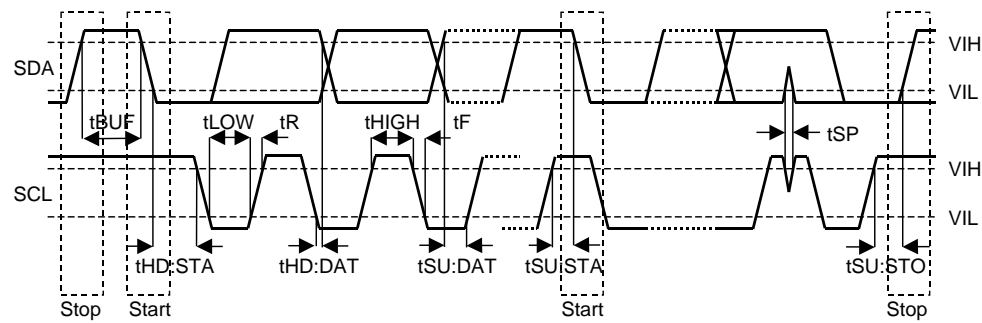 VIH
SDA
VIL
tBUF
tLOW
tR
tHIGH
tF
tSP
VIH
SCL
VIL
tHD:STA
tHD:DAT
tSU:DAT
tSU:STA
tSU:STO
Stop
Start
Start
Stop